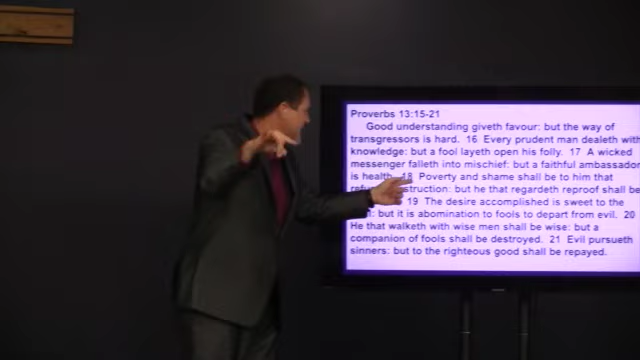 Proverbs 13:15-21
Good understanding giveth favour: but the way of
transgressors is hard. 16 Every prudent man dealeth with
knowledge: but a fool layeth open his folly. 17 A wicked
messenger falleth into mischief: but a faithful ambassador
is health. 18 Poverty and shame shall be to him that
struction: but he that regardeth reproof shall be
19 The desire accomplished is sweet to the
but it is abomination to fools to depart from evil. 20
He that walketh with wise men shall be wise: but a
companion of fools shall be destroyed. 21 Evil pursueth
sinners: but to the righteous good shall be repayed.